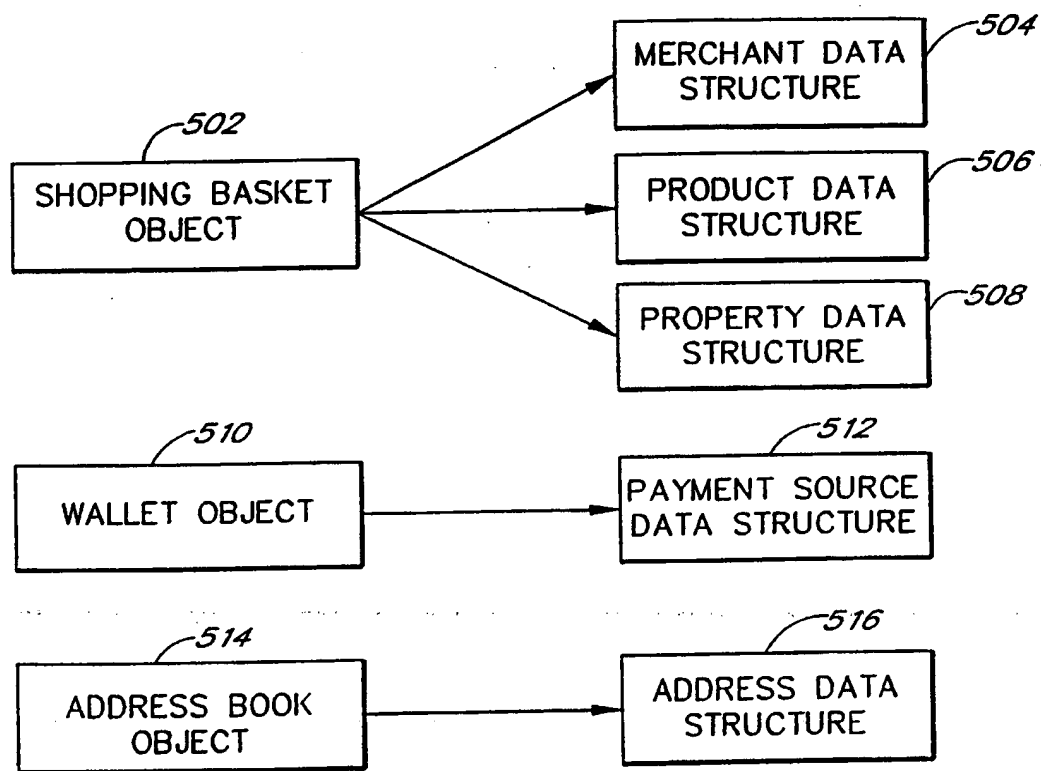 504
MERCHANT DATA
STRUCTURE
502
SHOPPING BASKET
OBJECT
506
PRODUCT DATA
STRUCTURE
508
PROPERTY DATA
STRUCTURE
510
WALLET OBJECT
512
PAYMENT SOURCE
DATA STRUCTURE
514
ADDRESS BOOK
OBJECT
516
ADDRESS DATA
STRUCTURE